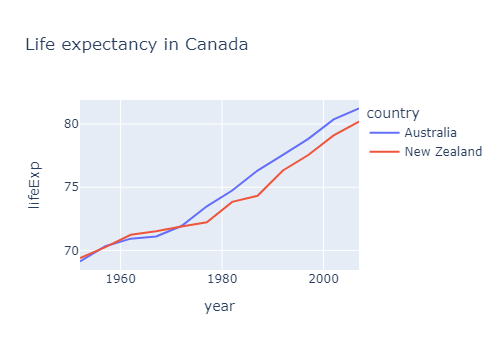 Life expectancy in Canada
country
Australia
New Zealand
80
75
70
lifeExp
1960
1980
2000
year